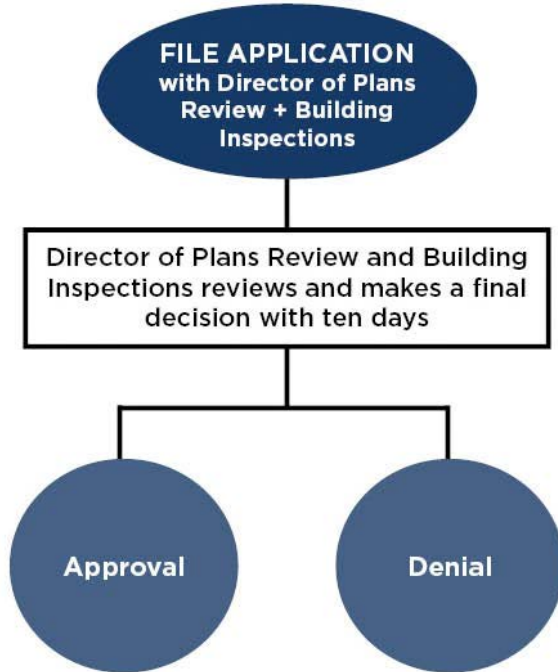 FILE APPLICATION
with Director of Plans
Review + Building
Inspections
Director of Plans Review and Building
Inspections reviews and makes a final
decision with ten days
Approval
Denial